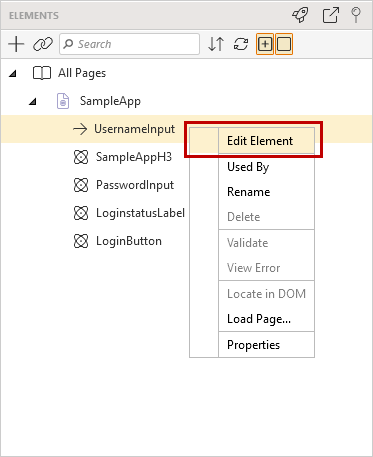 ELEMENTS
Search
All Pages
SampleApp
UsernameInput
SampleAppH3
PasswordInput
LoginstatusLabel
LoginButton
Edit Element
Used By
Rename
Delete
Validate
View Error
Locate in DOM
Load Page...
Properties